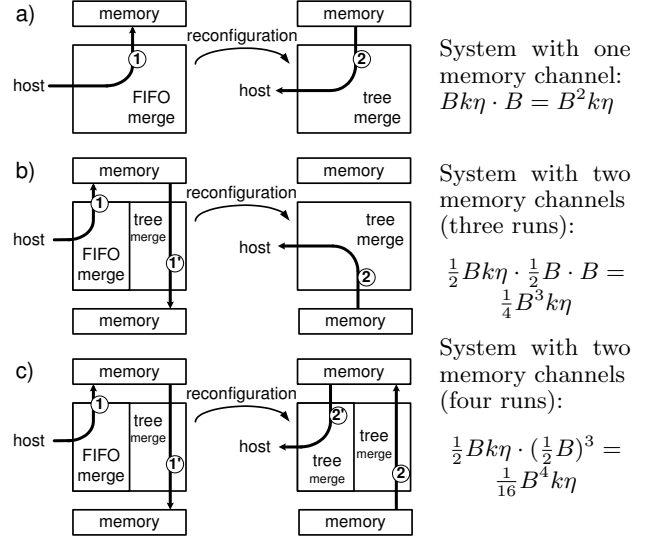 a)
memory
1
host
FIFO
merge
reconfiguration
memory
2
host
tree
merge
System with one
memory channel:
Bkη · B = B²kη
b)
memory
1
host
FIFO
merge
tree
merge
1'
memory
reconfiguration
memory
tree
merge
host
2
memory
System with two
memory channels
(three runs):
½Bkη · ½B · B =
¼B³kη
c)
memory
1
host
FIFO
merge
tree
merge
1'
memory
reconfiguration
memory
2'
host
tree
merge
tree
merge
2
memory
System with two
memory channels
(four runs):
½Bkη · (½B)³ =
1/16 B⁴kη